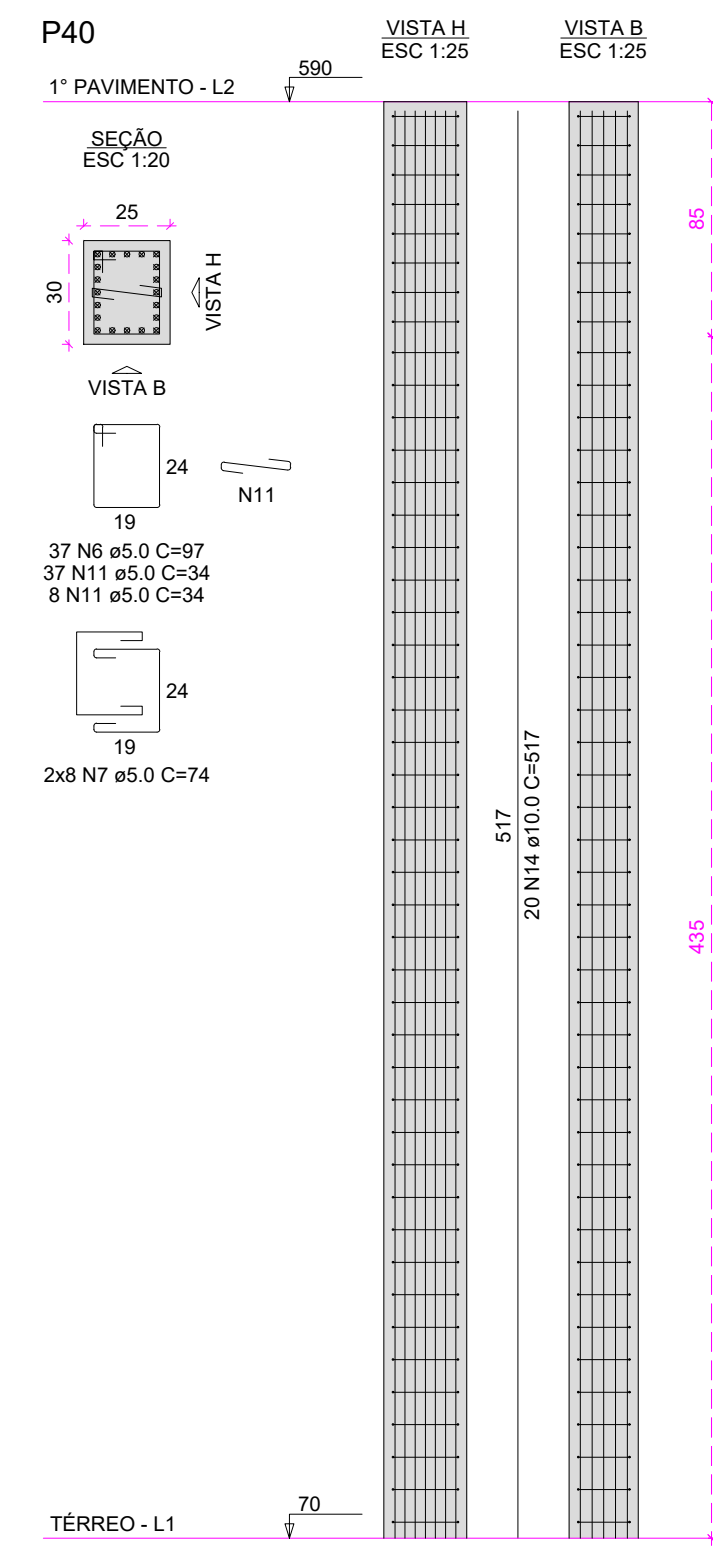 P40
VISTA H
ESC 1:25
VISTA B
ESC 1:25
590
1° PAVIMENTO - L2
SEÇÃO
ESC 1:20
25
30
VISTA H
VISTA B
24
19
N11
37 N6 ø5.0 C=97
37 N11 ø5.0 C=34
8 N11 ø5.0 C=34
24
19
2x8 N7 ø5.0 C=74
517
20 N14 ø10.0 C=517
85
435
70
TÉRREO - L1